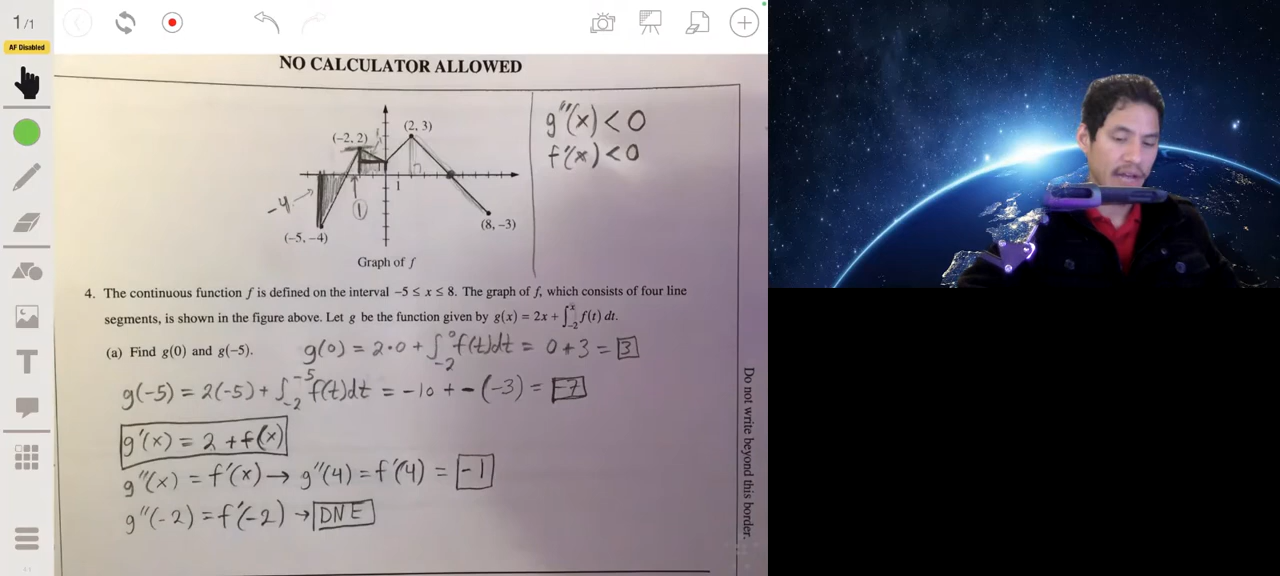 1/1
AF Disabled
NO CALCULATOR ALLOWED
(-2, 2)
(2, 3)
g''(x) < 0
f'(x) < 0
1
-4
1
(-5, -4)
(8, -3)
Graph of f
4. The continuous function f is defined on the interval -5 ≤ x ≤ 8. The graph of f, which consists of four line
segments, is shown in the figure above. Let g be the function given by g(x) = 2x + ∫_{-2}^{x} f(t) dt.
(a) Find g(0) and g(-5).
g(0) = 2·0 + ∫_{-2}^{0} f(t)dt = 0 + 3 = 3
g(-5) = 2(-5) + ∫_{-2}^{-5} f(t)dt = -10 + -(-3) = -7
g'(x) = 2 + f(x)
g''(x) = f'(x) → g''(4) = f'(4) = -1
g''(-2) = f'(-2) → DNE
Do not write beyond this border.